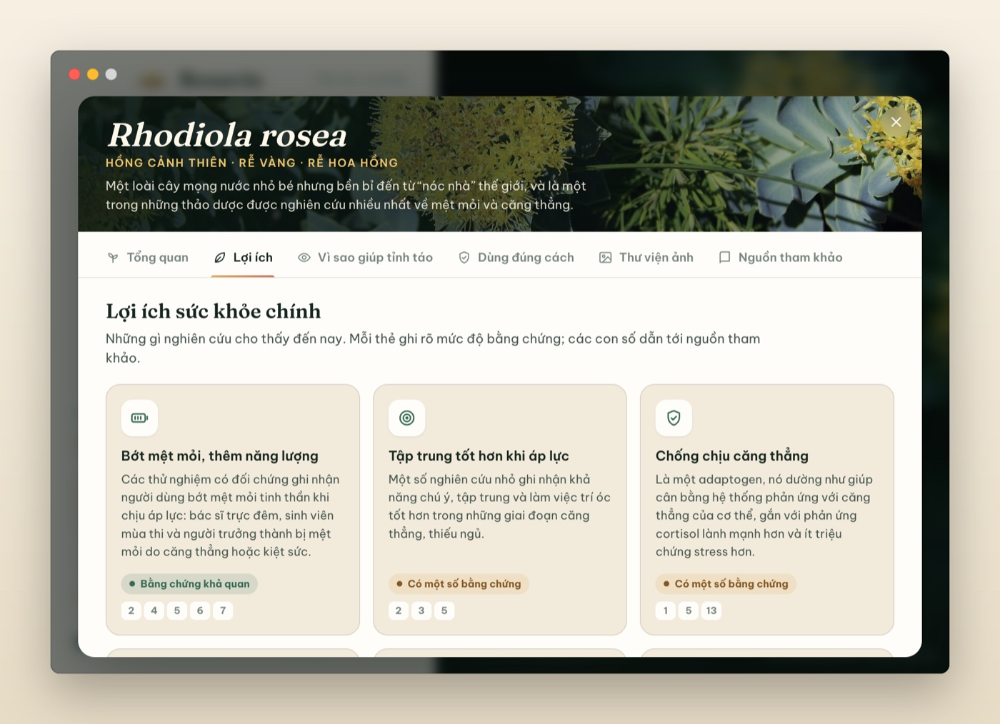 Rhodiola rosea
HỒNG CẢNH THIÊN · RỄ VÀNG · RỄ HOA HỒNG
Một loài cây mọng nước nhỏ bé nhưng bền bỉ đến từ “nóc nhà” thế giới, và là một
trong những thảo dược được nghiên cứu nhiều nhất về mệt mỏi và căng thẳng.
Tổng quan
Lợi ích
Vì sao giúp tỉnh táo
Dùng đúng cách
Thư viện ảnh
Nguồn tham khảo
Lợi ích sức khỏe chính
Những gì nghiên cứu cho thấy đến nay. Mỗi thẻ ghi rõ mức độ bằng chứng; các con số dẫn tới nguồn tham
khảo.
Bớt mệt mỏi, thêm năng lượng
Các thử nghiệm có đối chứng ghi nhận
người dùng bớt mệt mỏi tinh thần khi
chịu áp lực: bác sĩ trực đêm, sinh viên
mùa thi và người trưởng thành bị mệt
mỏi do căng thẳng hoặc kiệt sức.
Bằng chứng khả quan
2 4 5 6 7
Tập trung tốt hơn khi áp lực
Một số nghiên cứu nhỏ ghi nhận khả
năng chú ý, tập trung và làm việc trí óc
tốt hơn trong những giai đoạn căng
thẳng, thiếu ngủ.
Có một số bằng chứng
2 3 5
Chống chịu căng thẳng
Là một adaptogen, nó dường như giúp
cân bằng hệ thống phản ứng với căng
thẳng của cơ thể, gắn với phản ứng
cortisol lành mạnh hơn và ít triệu
chứng stress hơn.
Có một số bằng chứng
1 5 13